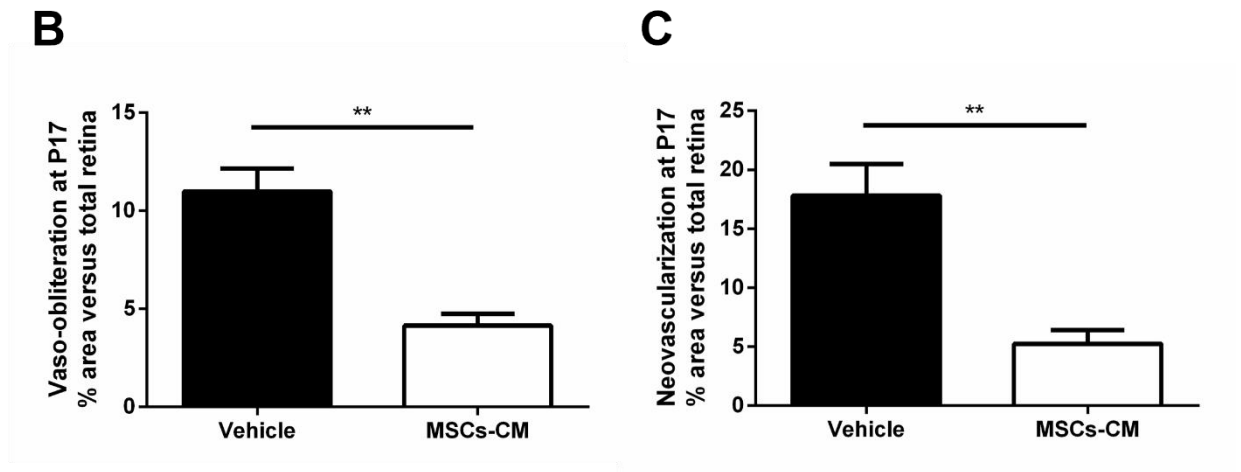 B
Vaso-obliteration at P17
% area versus total retina
15
10
5
0
**
Vehicle
MSCs-CM
C
Neovascularization at P17
% area versus total retina
25
20
15
10
5
0
**
Vehicle
MSCs-CM